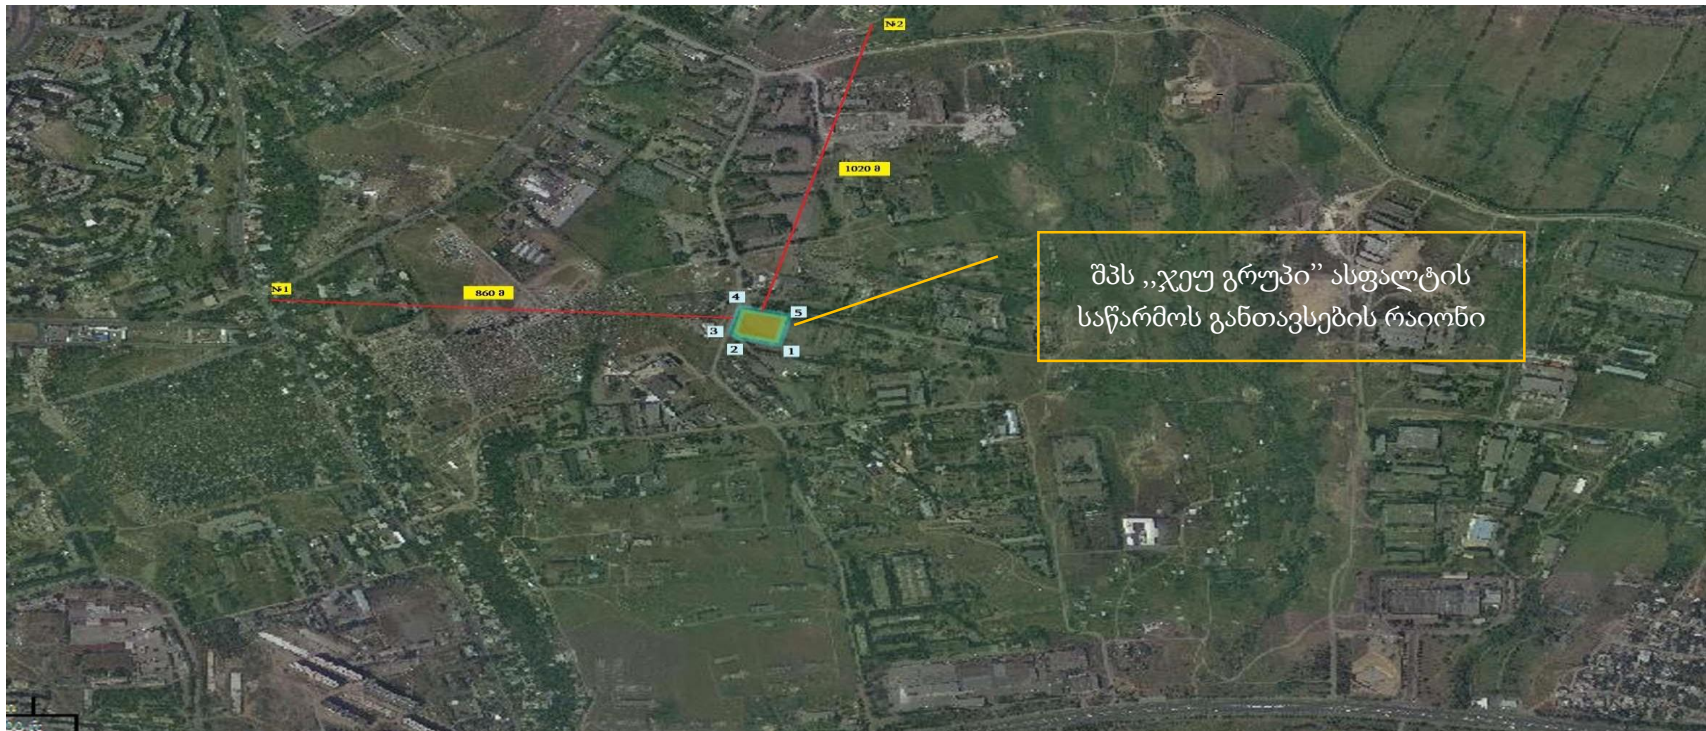 №2
1020 მ
შპს ,,ჯეუ გრუპი’’ ასფალტის
საწარმოს განთავსების რაიონი
№1
860 მ
4
5
3
2
1